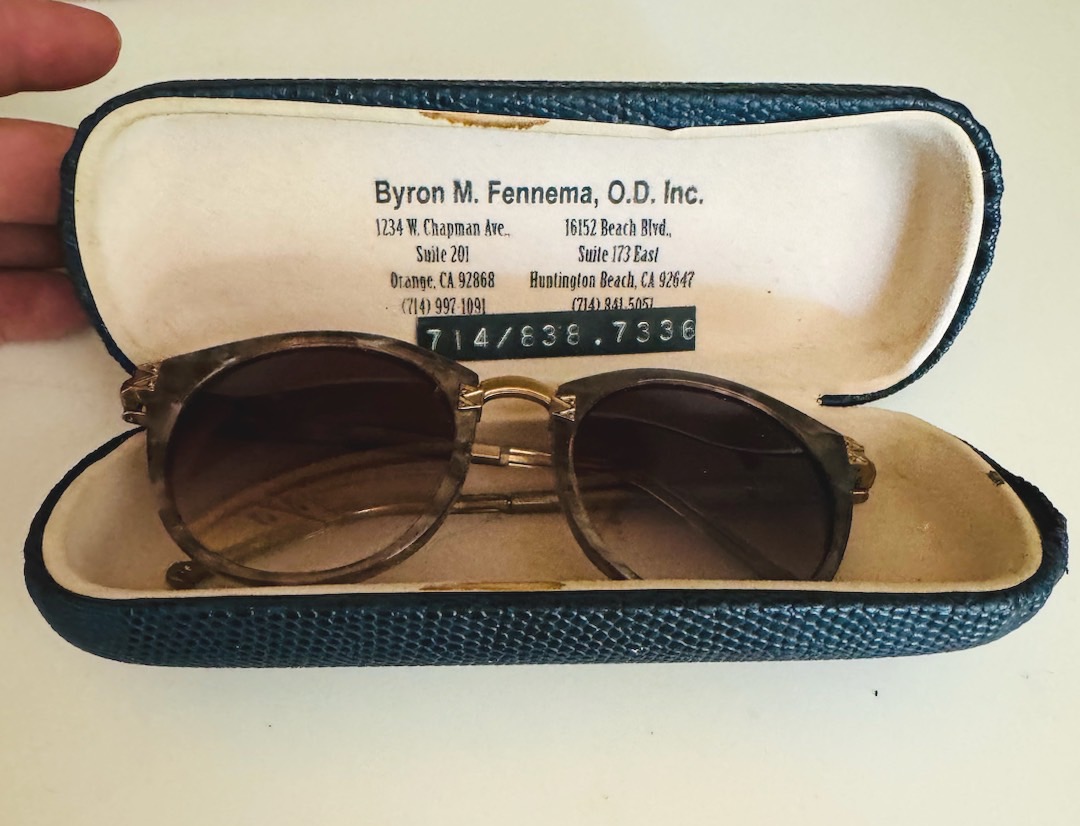 Byron M. Fennema, O.D. Inc.
1234 W. Chapman Ave.,
Suite 201
Orange, CA 92868
(714) 997-1091
16152 Beach Blvd.,
Suite 173 East
Huntington Beach, CA 92647
(714) 841-5051
714/838.7336